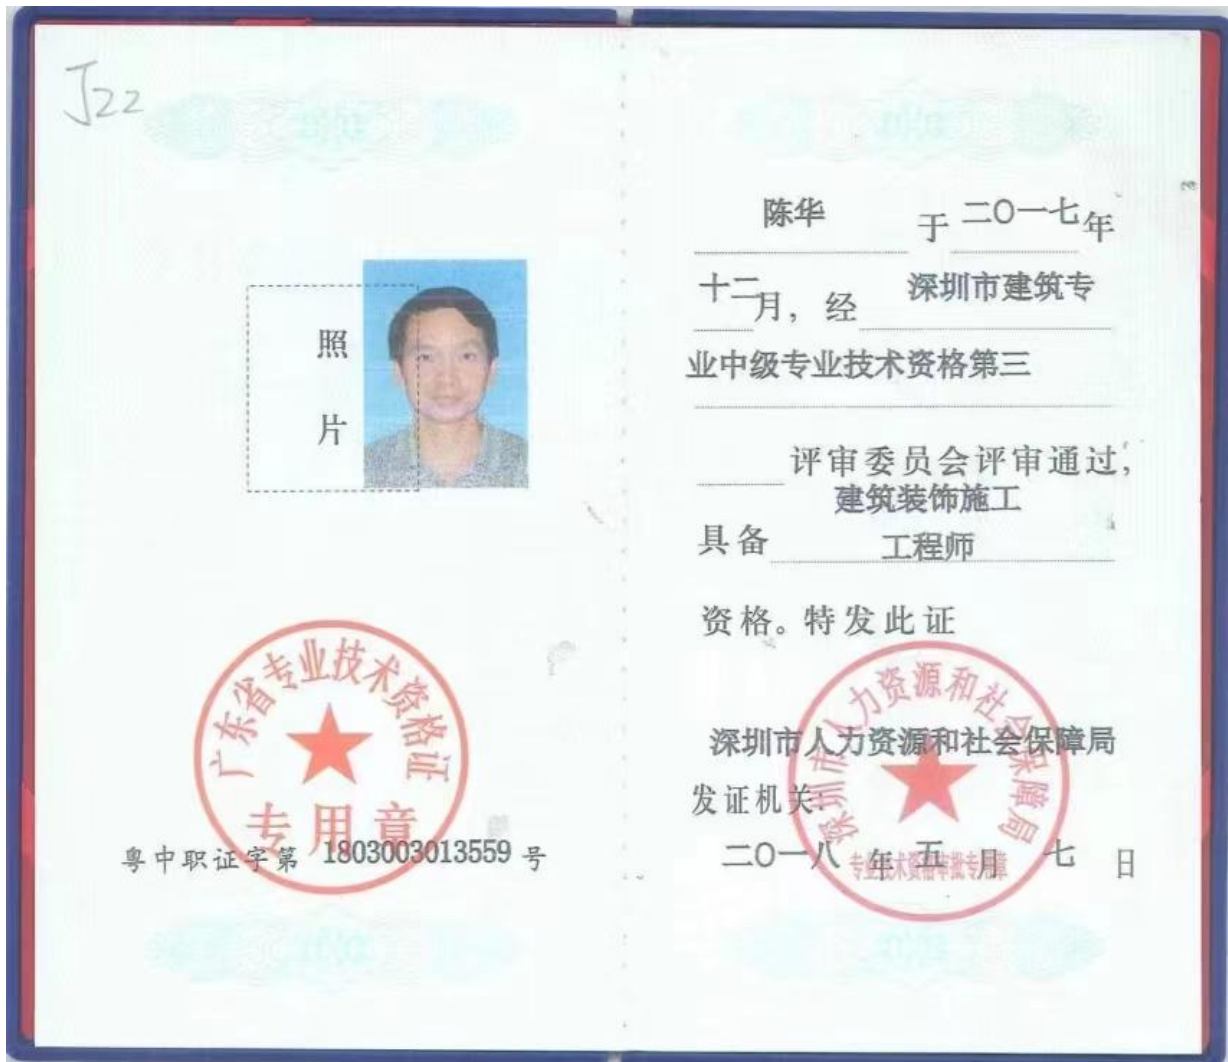 J22
照
片
广东省专业技术资格证
专用章
粤中职证字第 1803003013559 号
陈华 于 二〇一七年
十二月，经 深圳市建筑专
业中级专业技术资格第三
评审委员会评审通过，
建筑装饰施工
具备 工程师
资格。特发此证
深圳市人力资源和社会保障局
深圳市人力资源和社会保障局
发证机关：
二〇一八 年 五 月 七 日
专业技术资格审批专用章